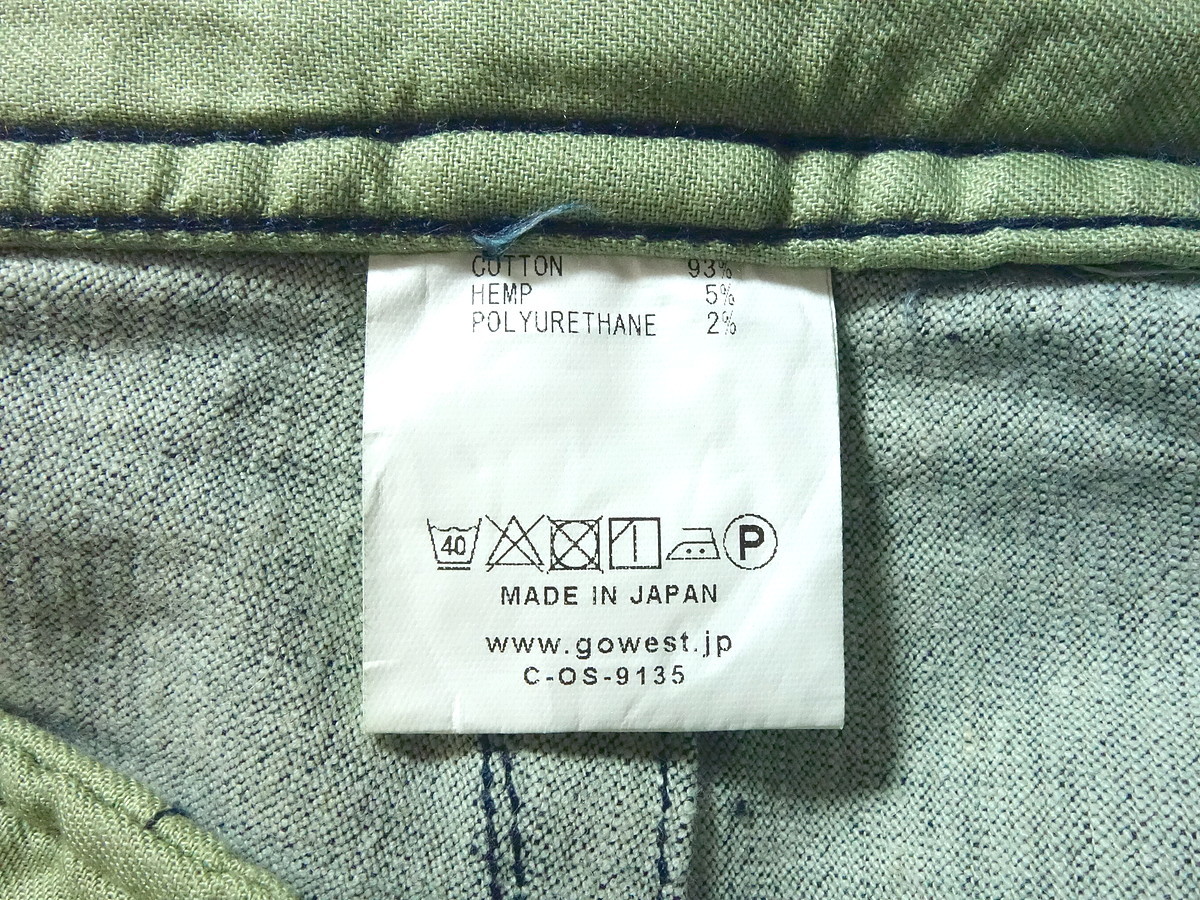 COTTON 93%
HEMP 5%
POLYURETHANE 2%
40 P
MADE IN JAPAN
www.gowest.jp
C-OS-9135